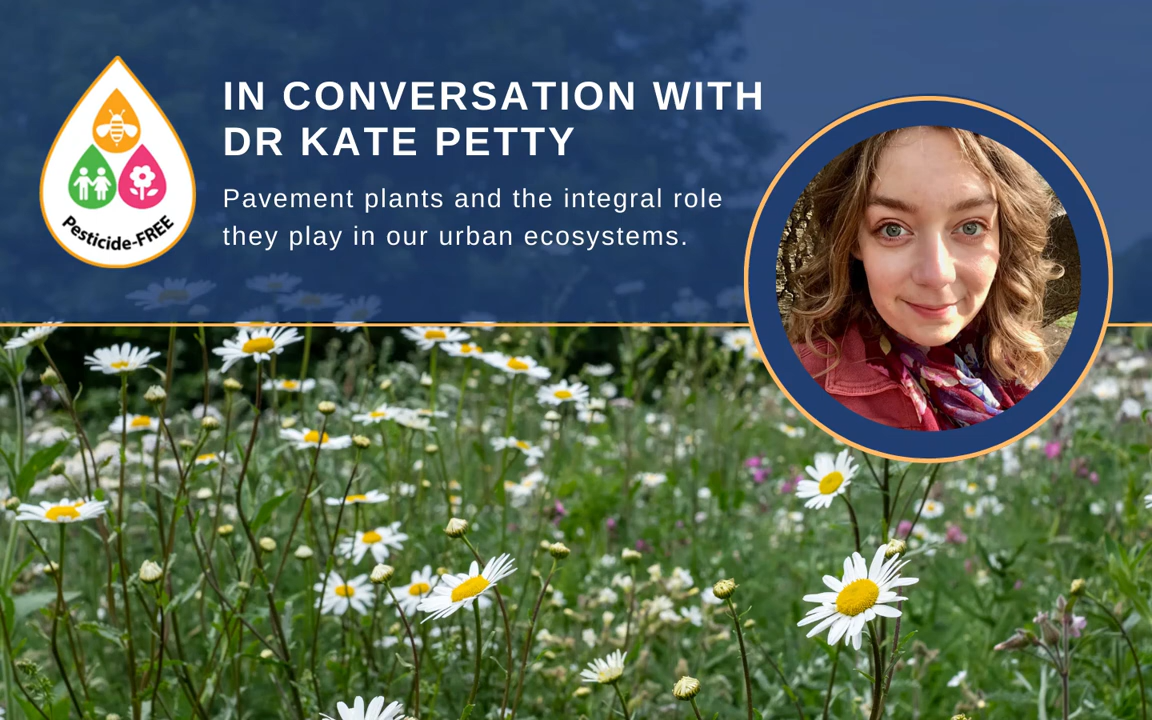 IN CONVERSATION WITH
DR KATE PETTY
Pavement plants and the integral role
they play in our urban ecosystems.
Pesticide-FREE